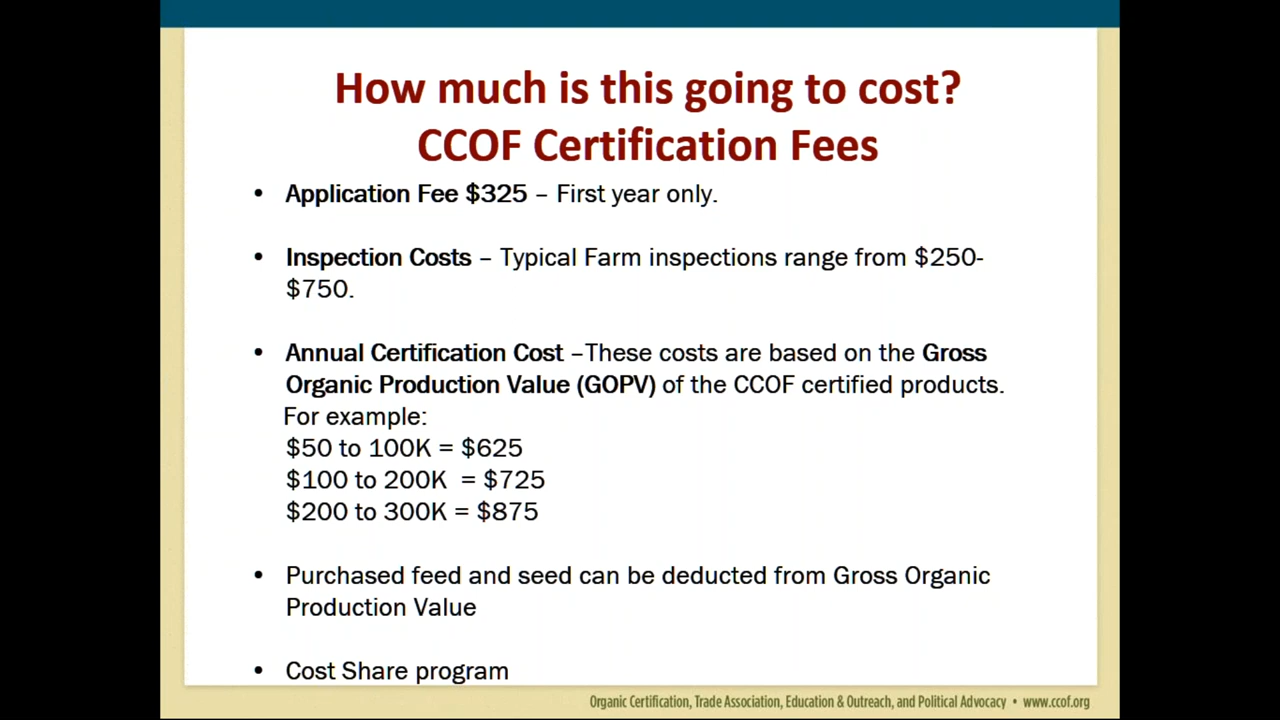 How much is this going to cost?
CCOF Certification Fees
• Application Fee $325 – First year only.
• Inspection Costs – Typical Farm inspections range from $250-
$750.
• Annual Certification Cost –These costs are based on the Gross
Organic Production Value (GOPV) of the CCOF certified products.
For example:
$50 to 100K = $625
$100 to 200K  = $725
$200 to 300K = $875
• Purchased feed and seed can be deducted from Gross Organic
Production Value
• Cost Share program
Organic Certification, Trade Association, Education & Outreach, and Political Advocacy • www.ccof.org